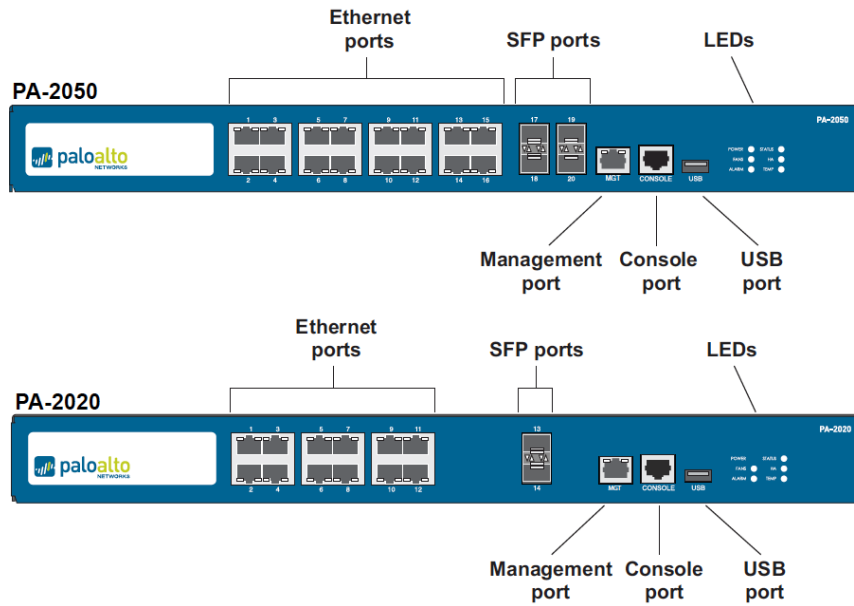 Ethernet
ports
SFP ports
LEDs
PA-2050
1 3 5 7 9 11 13 15 17 19
PA-2050
paloalto
NETWORKS
POWER STATUS
FANS HA
ALARM TEMP
2 4 6 8 10 12 14 16 18 20 MGT CONSOLE USB
Management
port
Console
port
USB
port
Ethernet
ports
SFP ports
LEDs
PA-2020
1 3 5 7 9 11 13
PA-2020
paloalto
NETWORKS
POWER STATUS
FANS HA
ALARM TEMP
2 4 6 8 10 12 14 MGT CONSOLE USB
Management
port
Console
port
USB
port